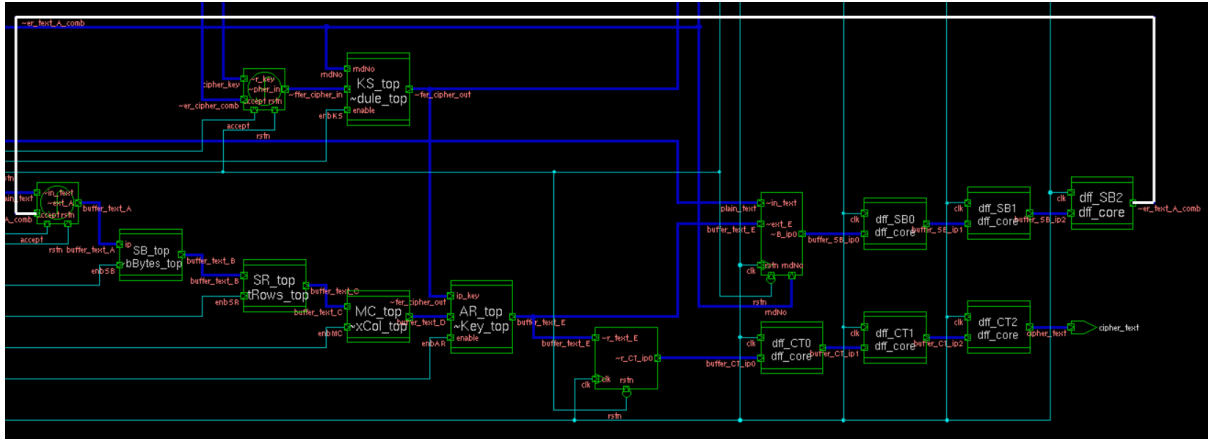 ~er_text_A_comb
rndNo
rndNo
cipher_key
~r_key
~pher_in
~er_cipher_comb
accept rstn
accept
rstn
~ffer_cipher_in
KS_top
~dule_top
enable
enbKS
~fer_cipher_out
~in_text
~ext_A
accept rstn
A_comb
accept
rstn
buffer_text_A
buffer_text_A
ip
SB_top
bBytes_top
enbSB
buffer_text_B
buffer_text_B
SR_top
tRows_top
enbSR
buffer_text_C
buffer_text_C
MC_top
~xCol_top
buffer_text_D
~fer_cipher_out
ip_key
AR_top
~Key_top
enable
enbAR
buffer_text_E
buffer_text_E
~r_text_E
~r_CT_ip0
clk
clk
rstn
rstn
plain_text
~in_text
buffer_text_E
~ext_E
~B_ip0
clk
rstn rndNo
rstn
rndNo
buffer_SB_ip0
clk
dff_SB0
dff_core
buffer_SB_ip1
clk
dff_SB1
dff_core
buffer_SB_ip2
clk
dff_SB2
dff_core
~er_text_A_comb
clk
dff_CT0
dff_core
buffer_CT_ip1
clk
dff_CT1
dff_core
buffer_CT_ip2
clk
dff_CT2
dff_core
cipher_text
cipher_text